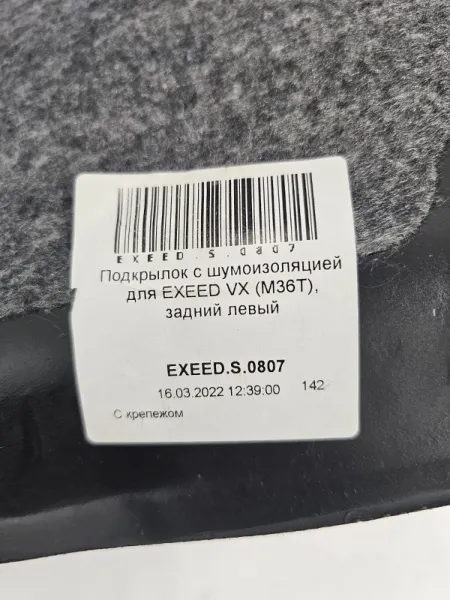 EXEED.S.0807
Подкрылок с шумоизоляцией
для EXEED VX (M36T),
задний левый
EXEED.S.0807
16.03.2022 12:39:00 142
С крепежом